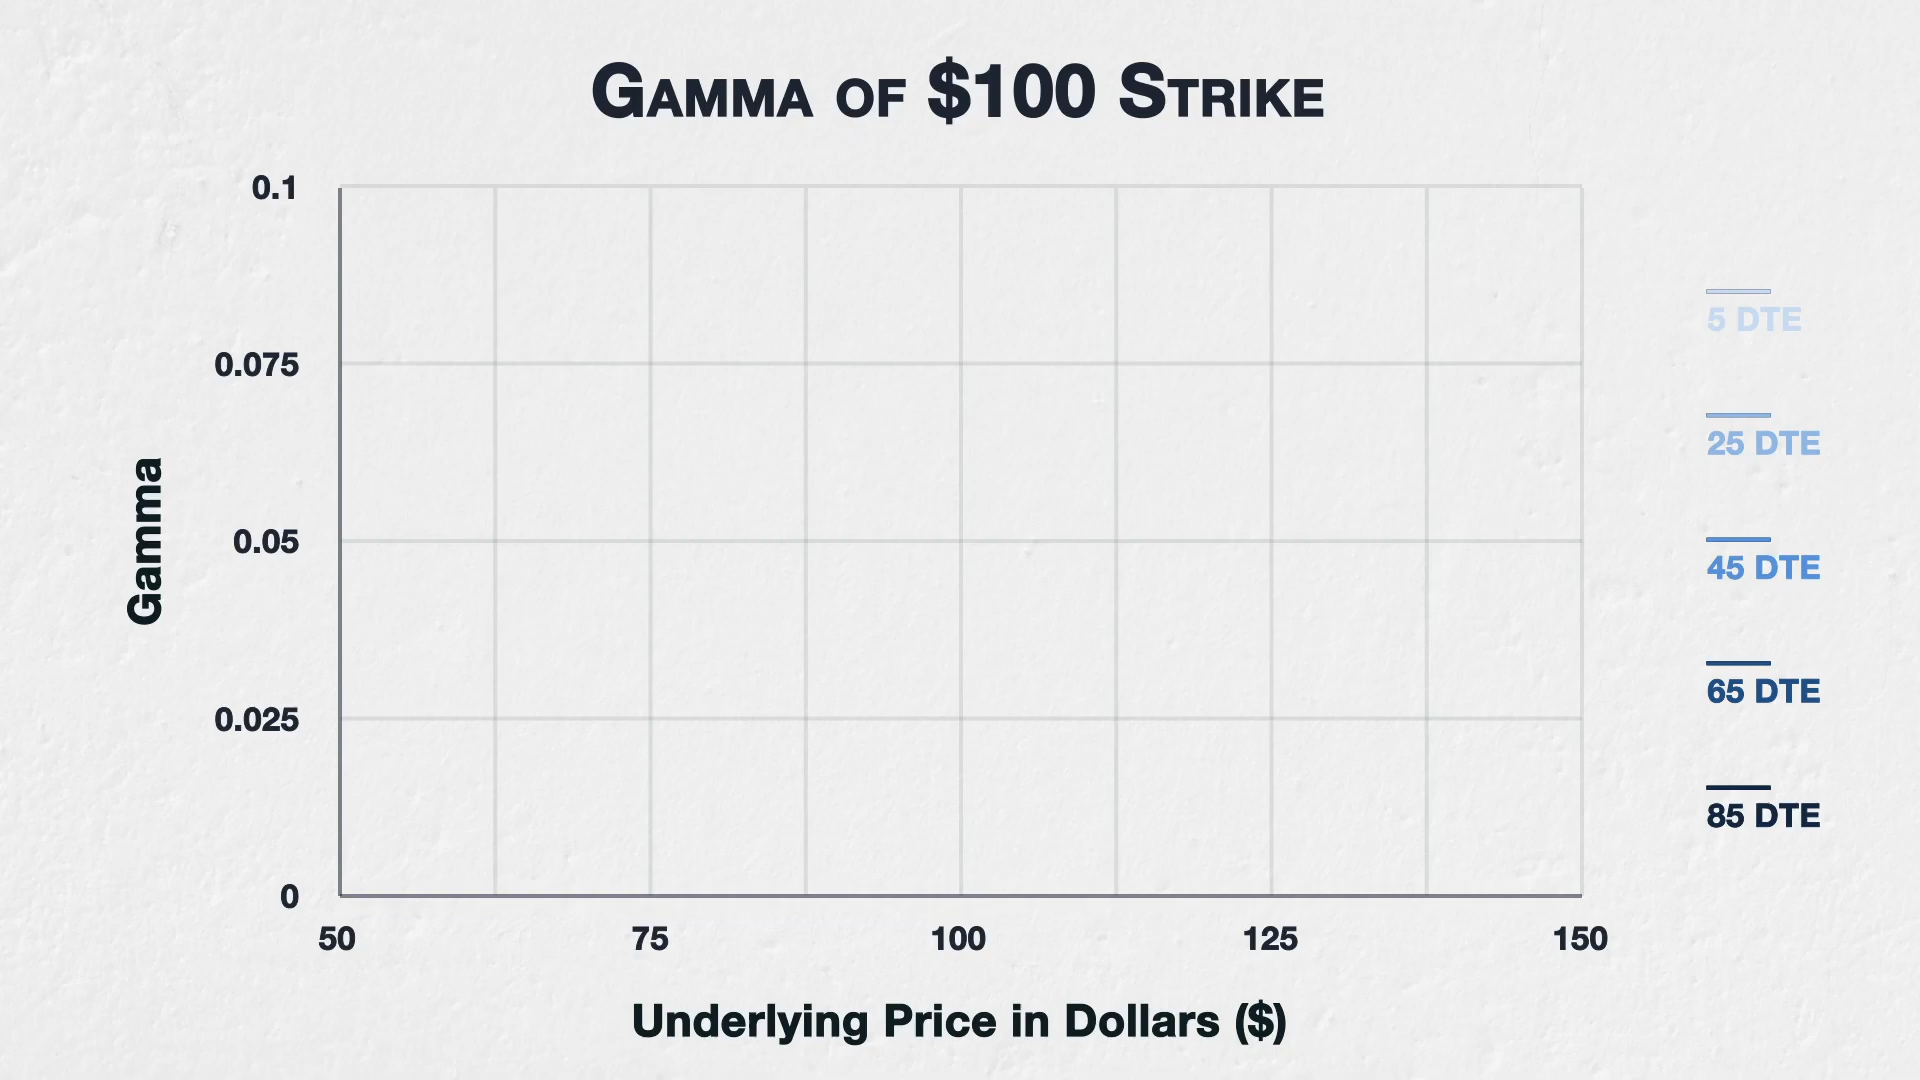 Gamma of $100 Strike
0.1
0.075
0.05
0.025
0
Gamma
50 75 100 125 150
Underlying Price in Dollars ($)
5 DTE
25 DTE
45 DTE
65 DTE
85 DTE